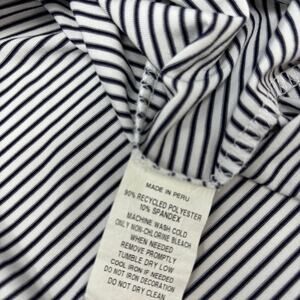 MADE IN PERU
90% RECYCLED POLYESTER
10% SPANDEX
MACHINE WASH COLD
ONLY NON-CHLORINE BLEACH
WHEN NEEDED
REMOVE PROMPTLY
TUMBLE DRY LOW
COOL IRON IF NEEDED
DO NOT IRON DECORATION
DO NOT DRY CLEAN